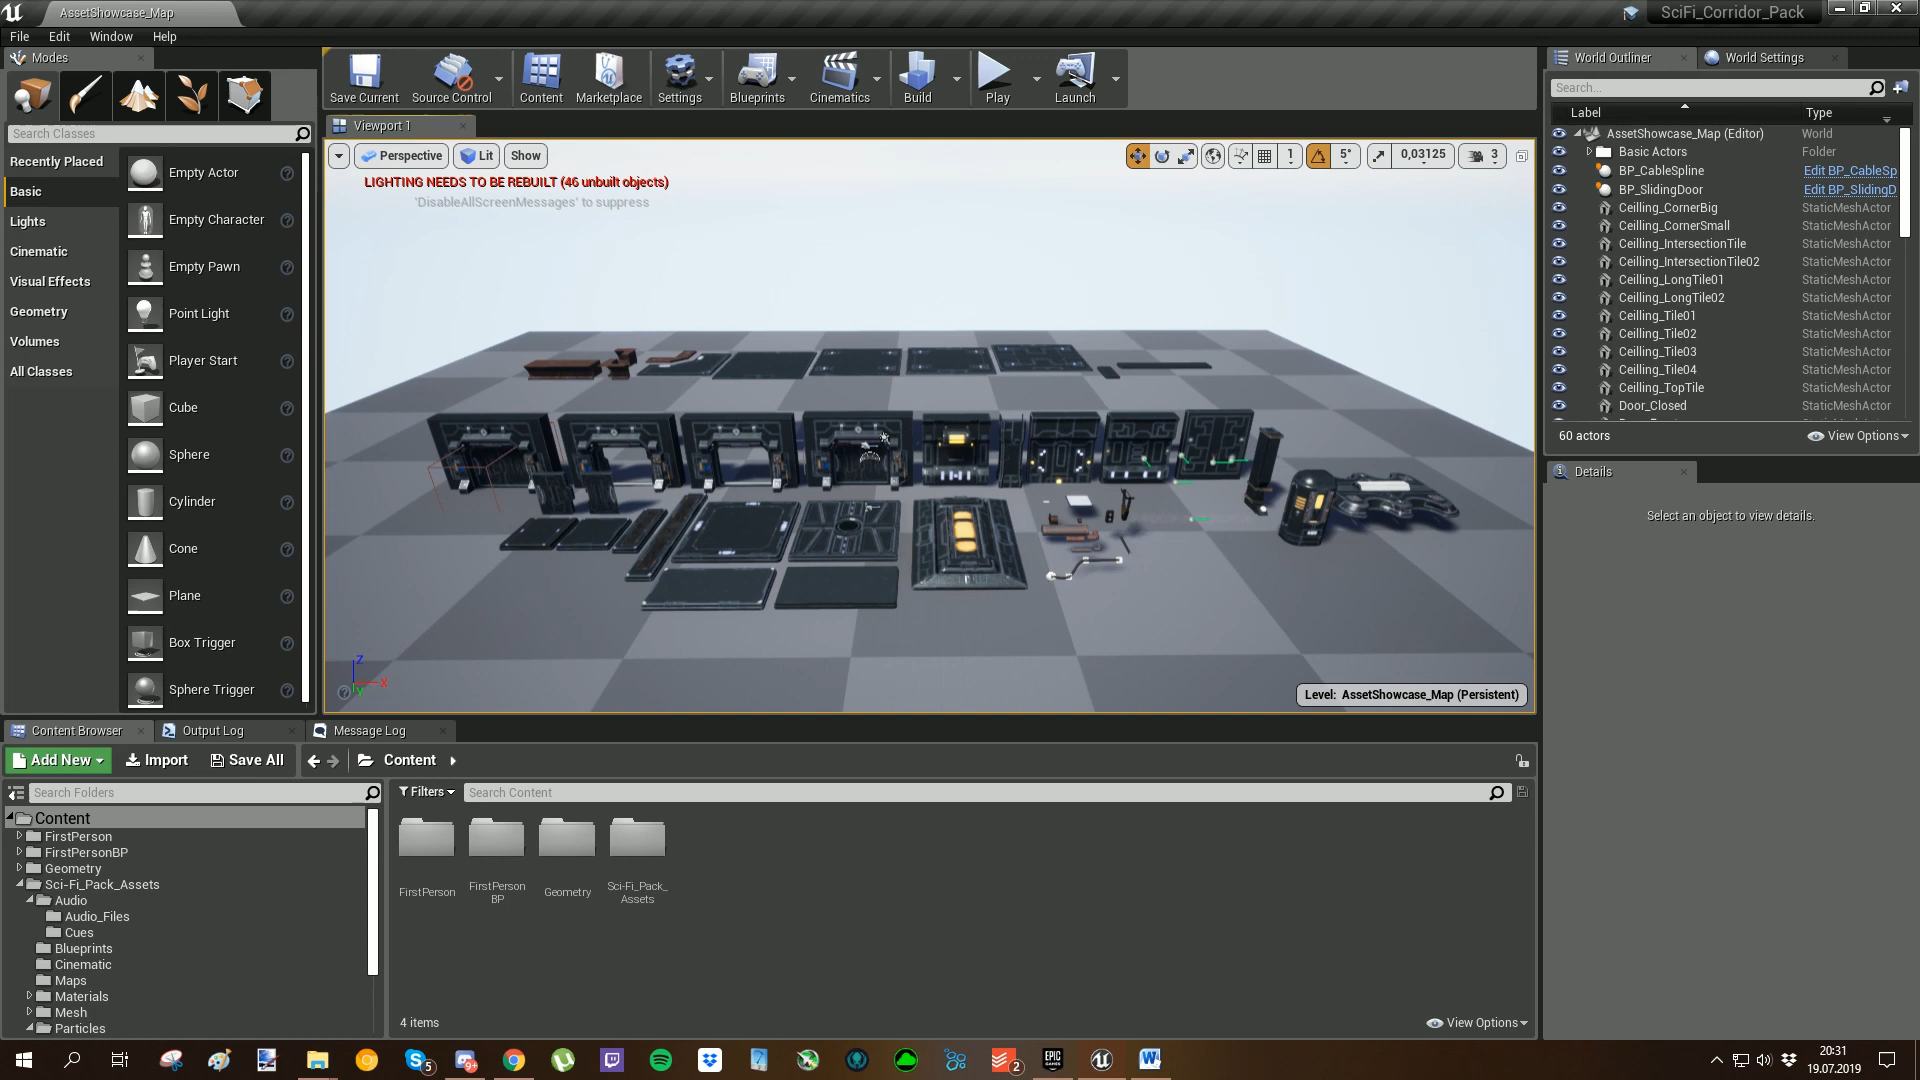 AssetShowcase_Map
SciFi_Corridor_Pack
File Edit Window Help
Modes
Save Current Source Control Content Marketplace Settings Blueprints Cinematics Build Play Launch
World Outliner World Settings
Search...
Label Type
Search Classes
Viewport 1
Perspective Lit Show
1 5° 0,03125 3
LIGHTING NEEDS TO BE REBUILT (46 unbuilt objects)
'DisableAllScreenMessages' to suppress
Recently Placed
Basic
Lights
Cinematic
Visual Effects
Geometry
Volumes
All Classes
Empty Actor
Empty Character
Empty Pawn
Point Light
Player Start
Cube
Sphere
Cylinder
Cone
Plane
Box Trigger
Sphere Trigger
Z
X
Y
Level: AssetShowcase_Map (Persistent)
AssetShowcase_Map (Editor) World
Basic Actors Folder
BP_CableSpline Edit BP_CableSp
BP_SlidingDoor Edit BP_SlidingD
Ceilling_CornerBig StaticMeshActor
Ceilling_CornerSmall StaticMeshActor
Ceilling_IntersectionTile StaticMeshActor
Ceilling_IntersectionTile02 StaticMeshActor
Ceilling_LongTile01 StaticMeshActor
Ceilling_LongTile02 StaticMeshActor
Ceilling_Tile01 StaticMeshActor
Ceilling_Tile02 StaticMeshActor
Ceilling_Tile03 StaticMeshActor
Ceilling_Tile04 StaticMeshActor
Ceilling_TopTile StaticMeshActor
Door_Closed StaticMeshActor
60 actors View Options
Details
Select an object to view details.
Content Browser Output Log Message Log
Add New Import Save All Content
Search Folders
Filters Search Content
Content
FirstPerson
FirstPersonBP
Geometry
Sci-Fi_Pack_Assets
Audio
Audio_Files
Cues
Blueprints
Cinematic
Maps
Materials
Mesh
Particles
FirstPerson
FirstPerson
BP
Geometry
Sci-Fi_Pack_
Assets
4 items View Options
5
9+
2
EPIC
GAMES
20:31
19.07.2019